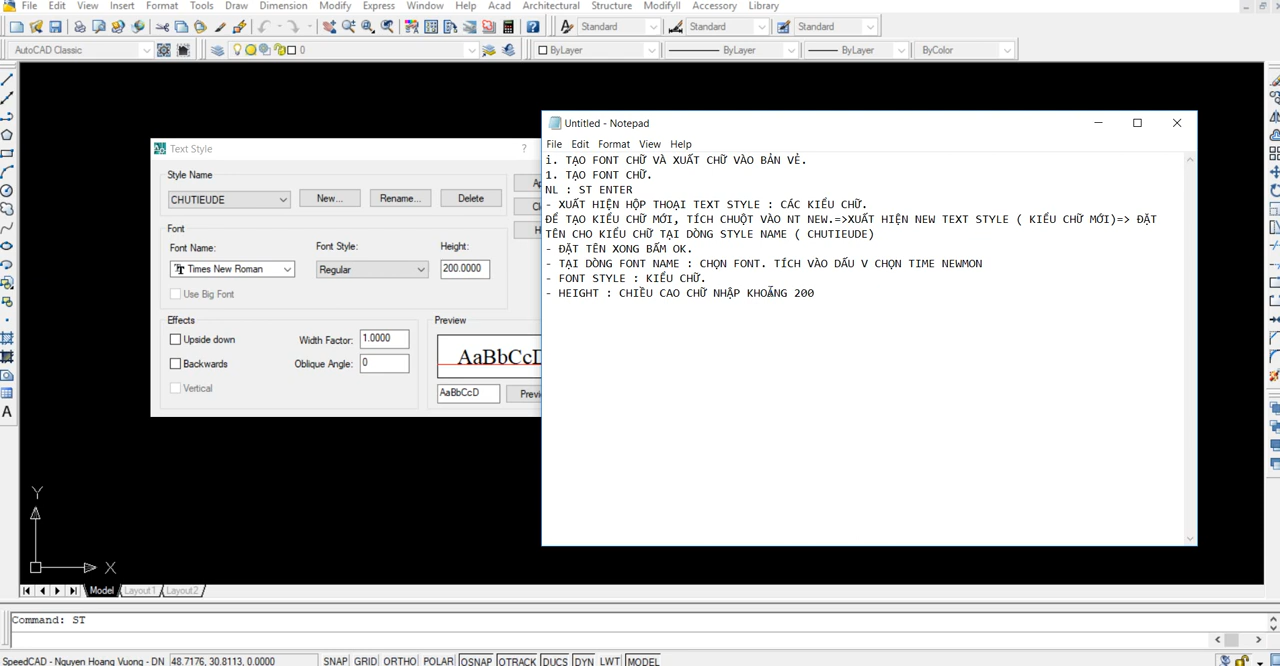 File Edit View Insert Format Tools Draw Dimension Modify Express Window Help Acad Architectural Structure Modifyll Accessory Library
Standard Standard Standard
AutoCAD Classic 0 ByLayer ByLayer ByLayer ByColor
Text Style ?
Style Name
CHUTIEUDE New... Rename... Delete
Font
Font Name: Font Style: Height:
Times New Roman Regular 200.0000
Use Big Font
Effects
Upside down Width Factor: 1.0000
Backwards Oblique Angle: 0
Vertical
Preview
AaBbCcD
AaBbCcD
Untitled - Notepad
File Edit Format View Help
i. TẠO FONT CHỮ VÀ XUẤT CHỮ VÀO BẢN VẺ.
1. TẠO FONT CHỮ.
NL : ST ENTER
- XUẤT HIỆN HỘP THOẠI TEXT STYLE : CÁC KIỂU CHỮ.
ĐỂ TẠO KIỂU CHỮ MỚI, TÍCH CHUỘT VÀO NT NEW.=>XUẤT HIỆN NEW TEXT STYLE ( KIỂU CHỮ MỚI)=> ĐẶT
TÊN CHO KIỂU CHỮ TẠI DÒNG STYLE NAME ( CHUTIEUDE)
- ĐẶT TÊN XONG BẤM OK.
- TẠI DÒNG FONT NAME : CHỌN FONT. TÍCH VÀO DẤU V CHỌN TIME NEWMON
- FONT STYLE : KIỂU CHỮ.
- HEIGHT : CHIỀU CAO CHỮ NHẬP KHOẢNG 200
Y
X
Model Layout1 Layout2
Command: ST
SpeedCAD - Nguyen Hoang Vuong - DN 48.7176, 30.8113, 0.0000 SNAP GRID ORTHO POLAR OSNAP OTRACK DUCS DYN LWT MODEL